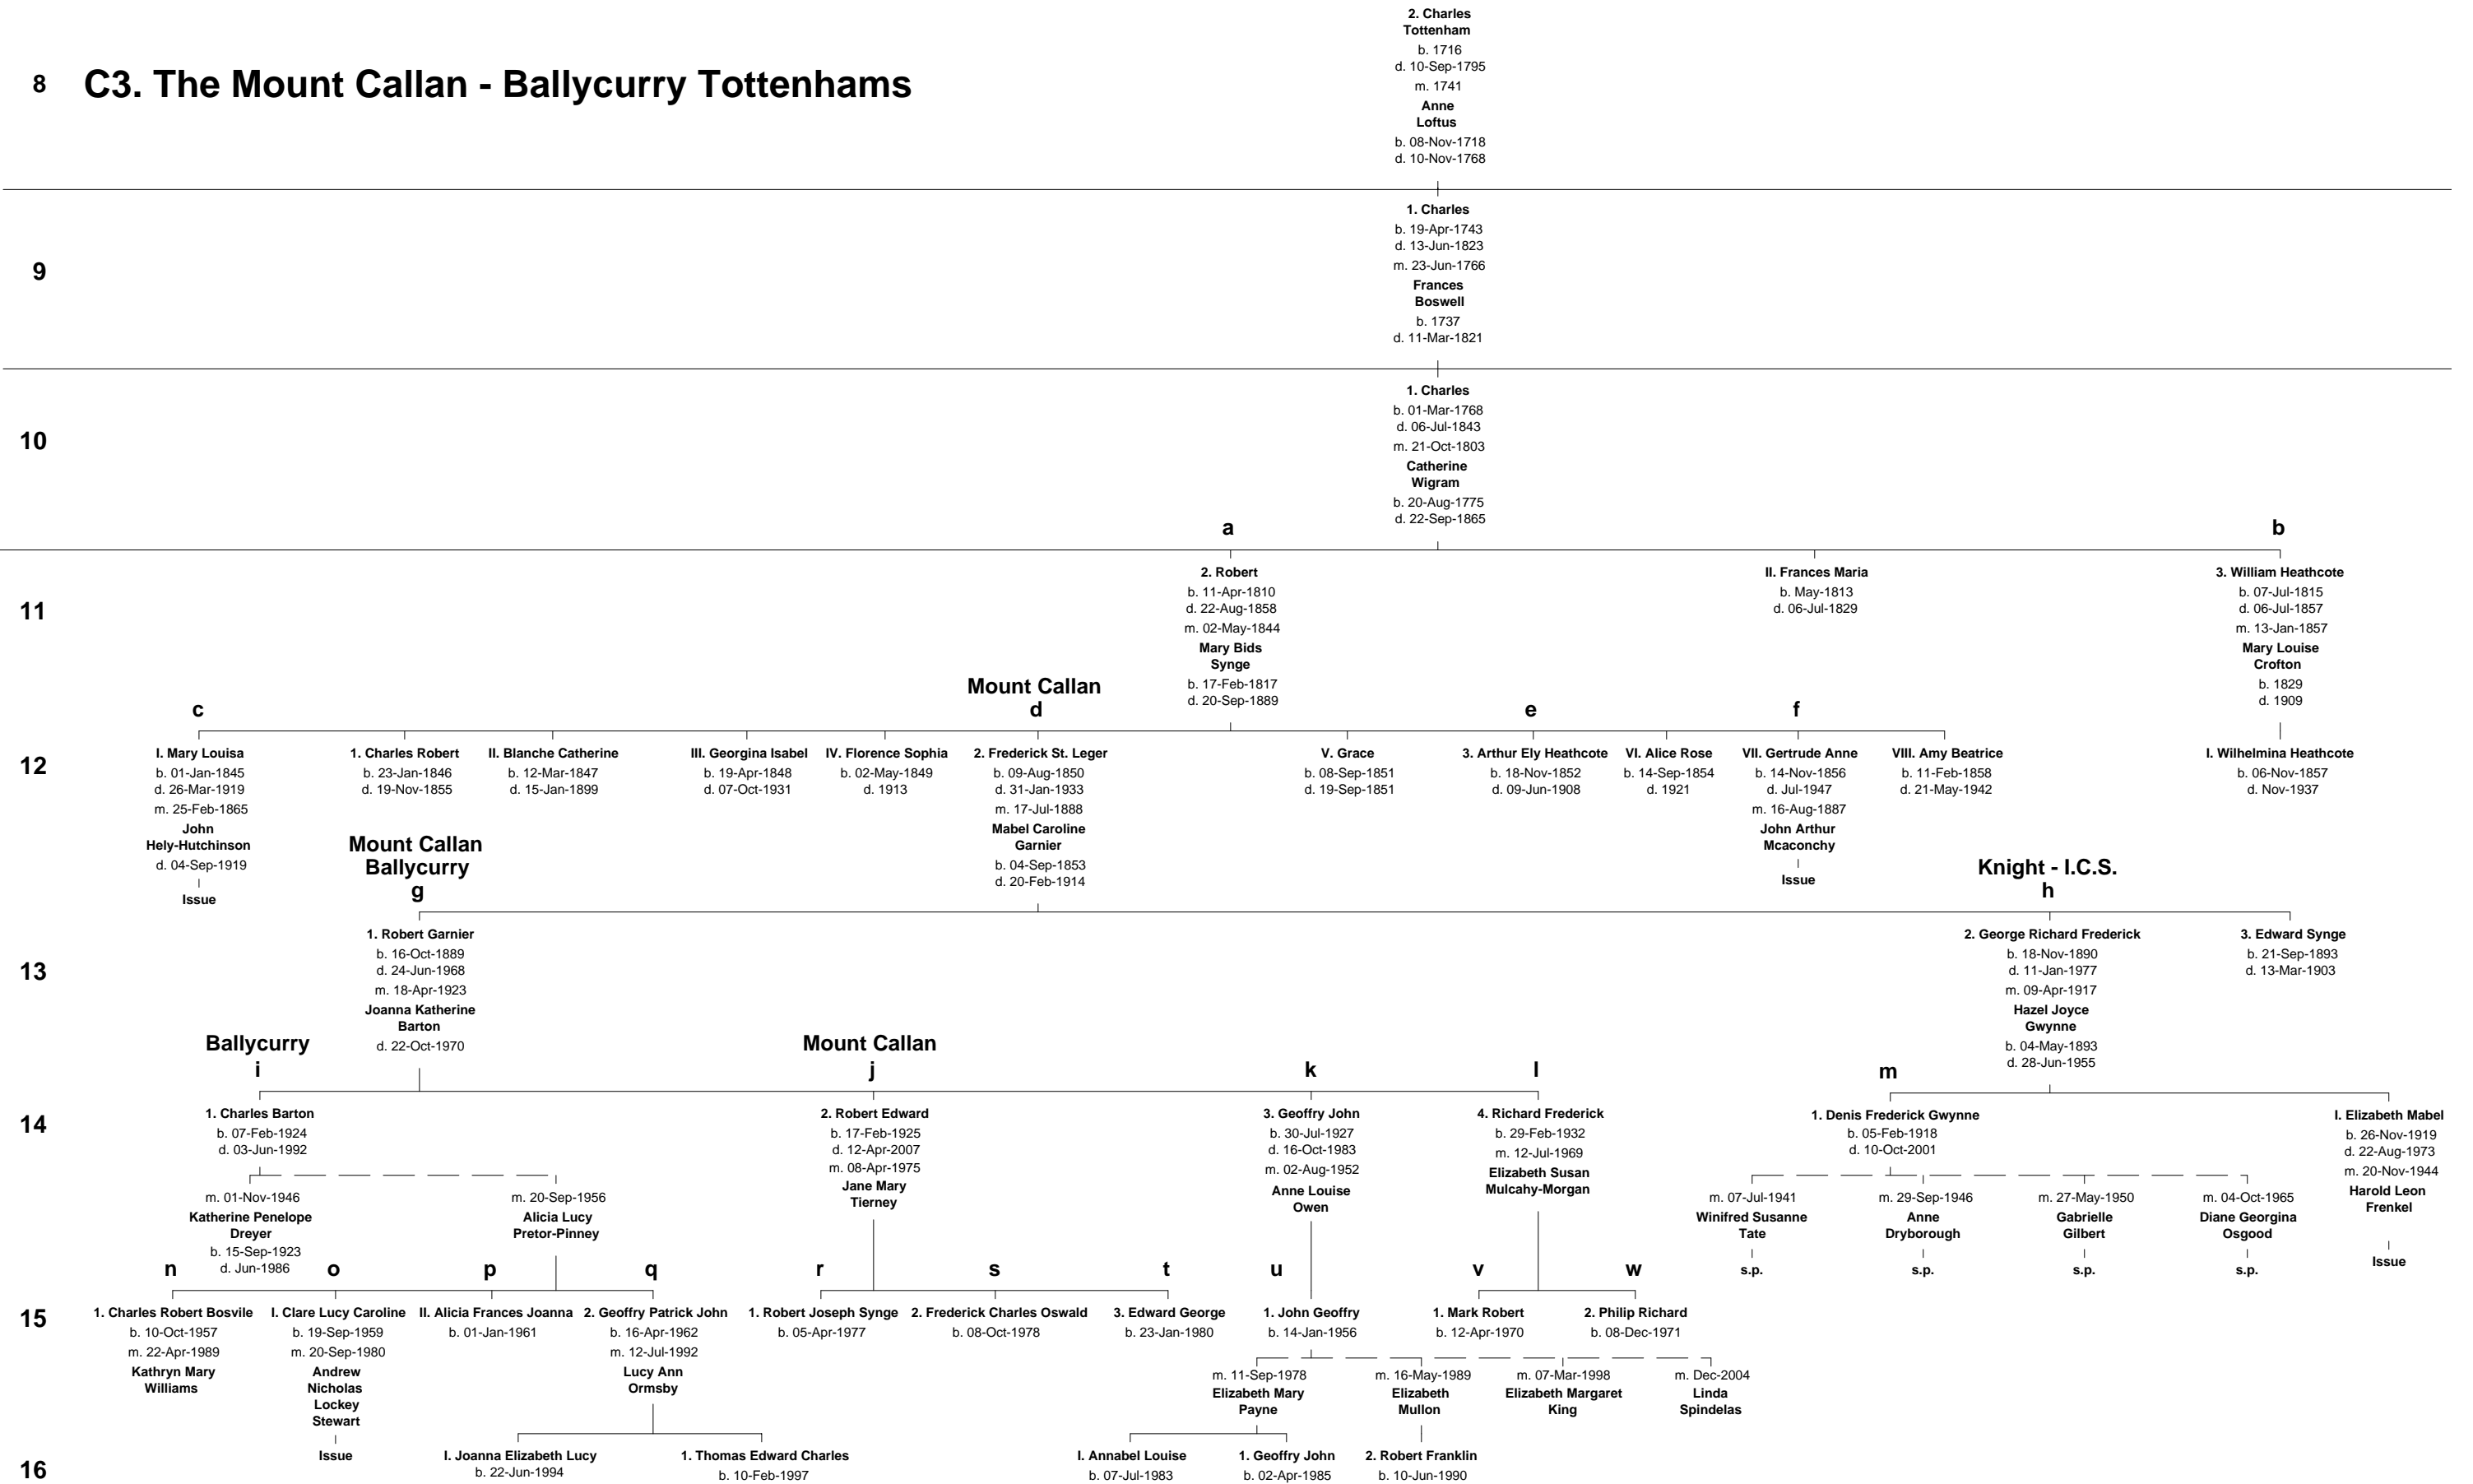 8
C3. The Mount Callan - Ballycurry Tottenhams
2. Charles
Tottenham
b. 1716
d. 10-Sep-1795
m. 1741
Anne
Loftus
b. 08-Nov-1718
d. 10-Nov-1768
9
1. Charles
b. 19-Apr-1743
d. 13-Jun-1823
m. 23-Jun-1766
Frances
Boswell
b. 1737
d. 11-Mar-1821
10
1. Charles
b. 01-Mar-1768
d. 06-Jul-1843
m. 21-Oct-1803
Catherine
Wigram
b. 20-Aug-1775
d. 22-Sep-1865
11
a
2. Robert
b. 11-Apr-1810
d. 22-Aug-1858
m. 02-May-1844
Mary Bids
Synge
b. 17-Feb-1817
d. 20-Sep-1889
II. Frances Maria
b. May-1813
d. 06-Jul-1829
b
3. William Heathcote
b. 07-Jul-1815
d. 06-Jul-1857
m. 13-Jan-1857
Mary Louise
Crofton
b. 1829
d. 1909
12
c
I. Mary Louisa
b. 01-Jan-1845
d. 26-Mar-1919
m. 25-Feb-1865
John
Hely-Hutchinson
d. 04-Sep-1919
Issue
1. Charles Robert
b. 23-Jan-1846
d. 19-Nov-1855
II. Blanche Catherine
b. 12-Mar-1847
d. 15-Jan-1899
III. Georgina Isabel
b. 19-Apr-1848
d. 07-Oct-1931
IV. Florence Sophia
b. 02-May-1849
d. 1913
Mount Callan
d
2. Frederick St. Leger
b. 09-Aug-1850
d. 31-Jan-1933
m. 17-Jul-1888
Mabel Caroline
Garnier
b. 04-Sep-1853
d. 20-Feb-1914
V. Grace
b. 08-Sep-1851
d. 19-Sep-1851
e
3. Arthur Ely Heathcote
b. 18-Nov-1852
d. 09-Jun-1908
VI. Alice Rose
b. 14-Sep-1854
d. 1921
f
VII. Gertrude Anne
b. 14-Nov-1856
d. Jul-1947
m. 16-Aug-1887
John Arthur
Mcaconchy
Issue
VIII. Amy Beatrice
b. 11-Feb-1858
d. 21-May-1942
I. Wilhelmina Heathcote
b. 06-Nov-1857
d. Nov-1937
13
Mount Callan
Ballycurry
g
1. Robert Garnier
b. 16-Oct-1889
d. 24-Jun-1968
m. 18-Apr-1923
Joanna Katherine
Barton
d. 22-Oct-1970
Knight - I.C.S.
h
2. George Richard Frederick
b. 18-Nov-1890
d. 11-Jan-1977
m. 09-Apr-1917
Hazel Joyce
Gwynne
b. 04-May-1893
d. 28-Jun-1955
3. Edward Synge
b. 21-Sep-1893
d. 13-Mar-1903
14
Ballycurry
i
1. Charles Barton
b. 07-Feb-1924
d. 03-Jun-1992
m. 01-Nov-1946
Katherine Penelope
Dreyer
b. 15-Sep-1923
d. Jun-1986
m. 20-Sep-1956
Alicia Lucy
Pretor-Pinney
Mount Callan
j
2. Robert Edward
b. 17-Feb-1925
d. 12-Apr-2007
m. 08-Apr-1975
Jane Mary
Tierney
k
3. Geoffry John
b. 30-Jul-1927
d. 16-Oct-1983
m. 02-Aug-1952
Anne Louise
Owen
l
4. Richard Frederick
b. 29-Feb-1932
m. 12-Jul-1969
Elizabeth Susan
Mulcahy-Morgan
m
1. Denis Frederick Gwynne
b. 05-Feb-1918
d. 10-Oct-2001
m. 07-Jul-1941
Winifred Susanne
Tate
s.p.
m. 29-Sep-1946
Anne
Dryborough
s.p.
m. 27-May-1950
Gabrielle
Gilbert
s.p.
m. 04-Oct-1965
Diane Georgina
Osgood
s.p.
I. Elizabeth Mabel
b. 26-Nov-1919
d. 22-Aug-1973
m. 20-Nov-1944
Harold Leon
Frenkel
Issue
15
n
1. Charles Robert Bosvile
b. 10-Oct-1957
m. 22-Apr-1989
Kathryn Mary
Williams
o
I. Clare Lucy Caroline
b. 19-Sep-1959
m. 20-Sep-1980
Andrew
Nicholas
Lockey
Stewart
Issue
p
II. Alicia Frances Joanna
b. 01-Jan-1961
q
2. Geoffry Patrick John
b. 16-Apr-1962
m. 12-Jul-1992
Lucy Ann
Ormsby
r
1. Robert Joseph Synge
b. 05-Apr-1977
s
2. Frederick Charles Oswald
b. 08-Oct-1978
t
3. Edward George
b. 23-Jan-1980
u
1. John Geoffry
b. 14-Jan-1956
m. 11-Sep-1978
Elizabeth Mary
Payne
m. 16-May-1989
Elizabeth
Mullon
m. 07-Mar-1998
Elizabeth Margaret
King
m. Dec-2004
Linda
Spindelas
v
1. Mark Robert
b. 12-Apr-1970
w
2. Philip Richard
b. 08-Dec-1971
16
I. Joanna Elizabeth Lucy
b. 22-Jun-1994
1. Thomas Edward Charles
b. 10-Feb-1997
I. Annabel Louise
b. 07-Jul-1983
1. Geoffry John
b. 02-Apr-1985
2. Robert Franklin
b. 10-Jun-1990